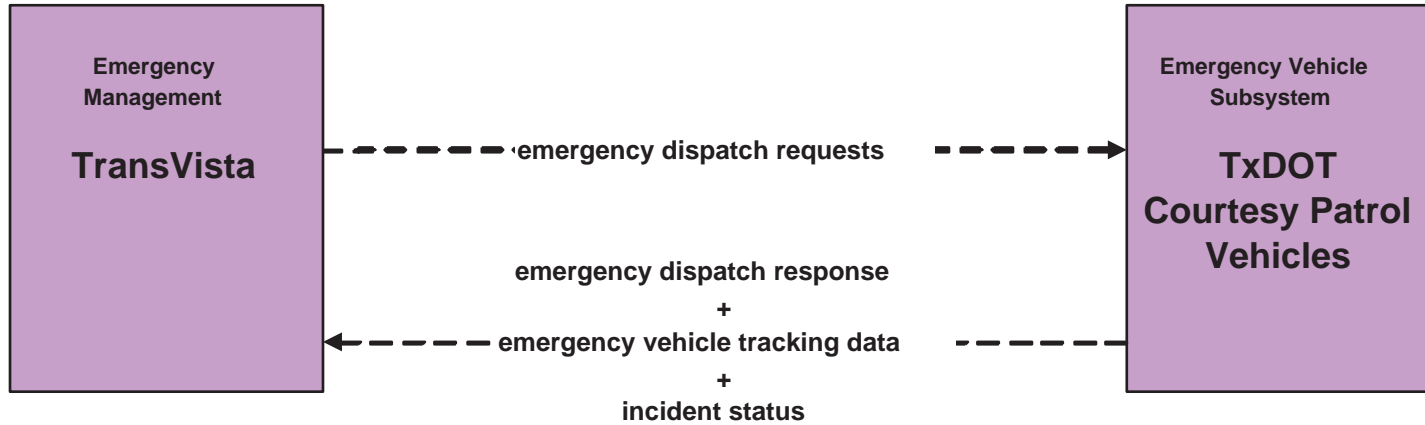 Emergency
Management
TransVista
emergency dispatch requests
emergency dispatch response
+
emergency vehicle tracking data
+
incident status
Emergency Vehicle
Subsystem
TxDOT
Courtesy Patrol
Vehicles